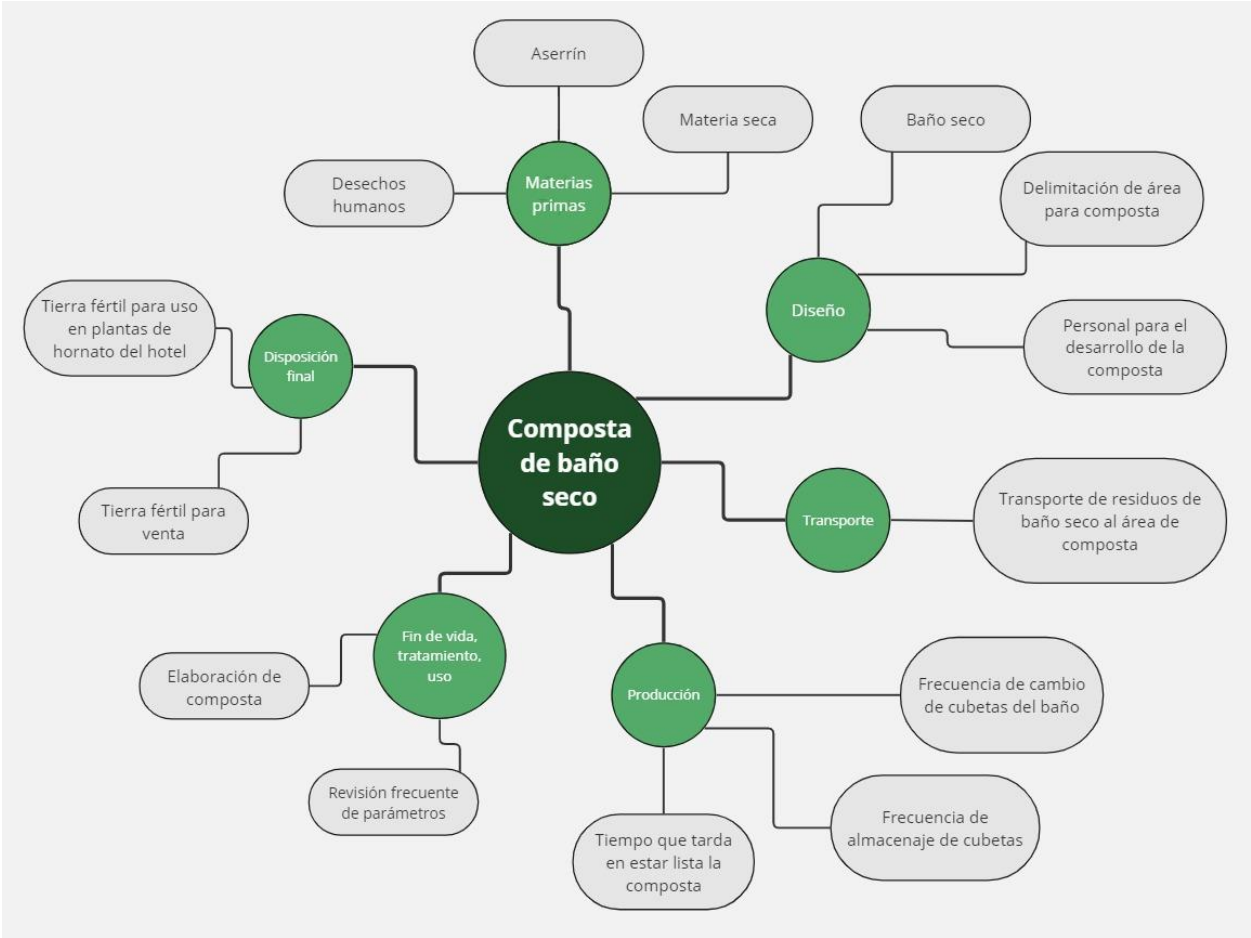 Aserrín
Materia seca
Baño seco
Desechos
humanos
Materias
primas
Delimitación de área
para composta
Tierra fértil para uso
en plantas de
hornato del hotel
Disposición
final
Diseño
Personal para el
desarrollo de la
composta
Composta
de baño
seco
Tierra fértil para
venta
Transporte
Transporte de residuos de
baño seco al área de
composta
Fin de vida,
tratamiento,
uso
Elaboración de
composta
Producción
Frecuencia de cambio
de cubetas del baño
Revisión frecuente
de parámetros
Frecuencia de
almacenaje de cubetas
Tiempo que tarda
en estar lista la
composta